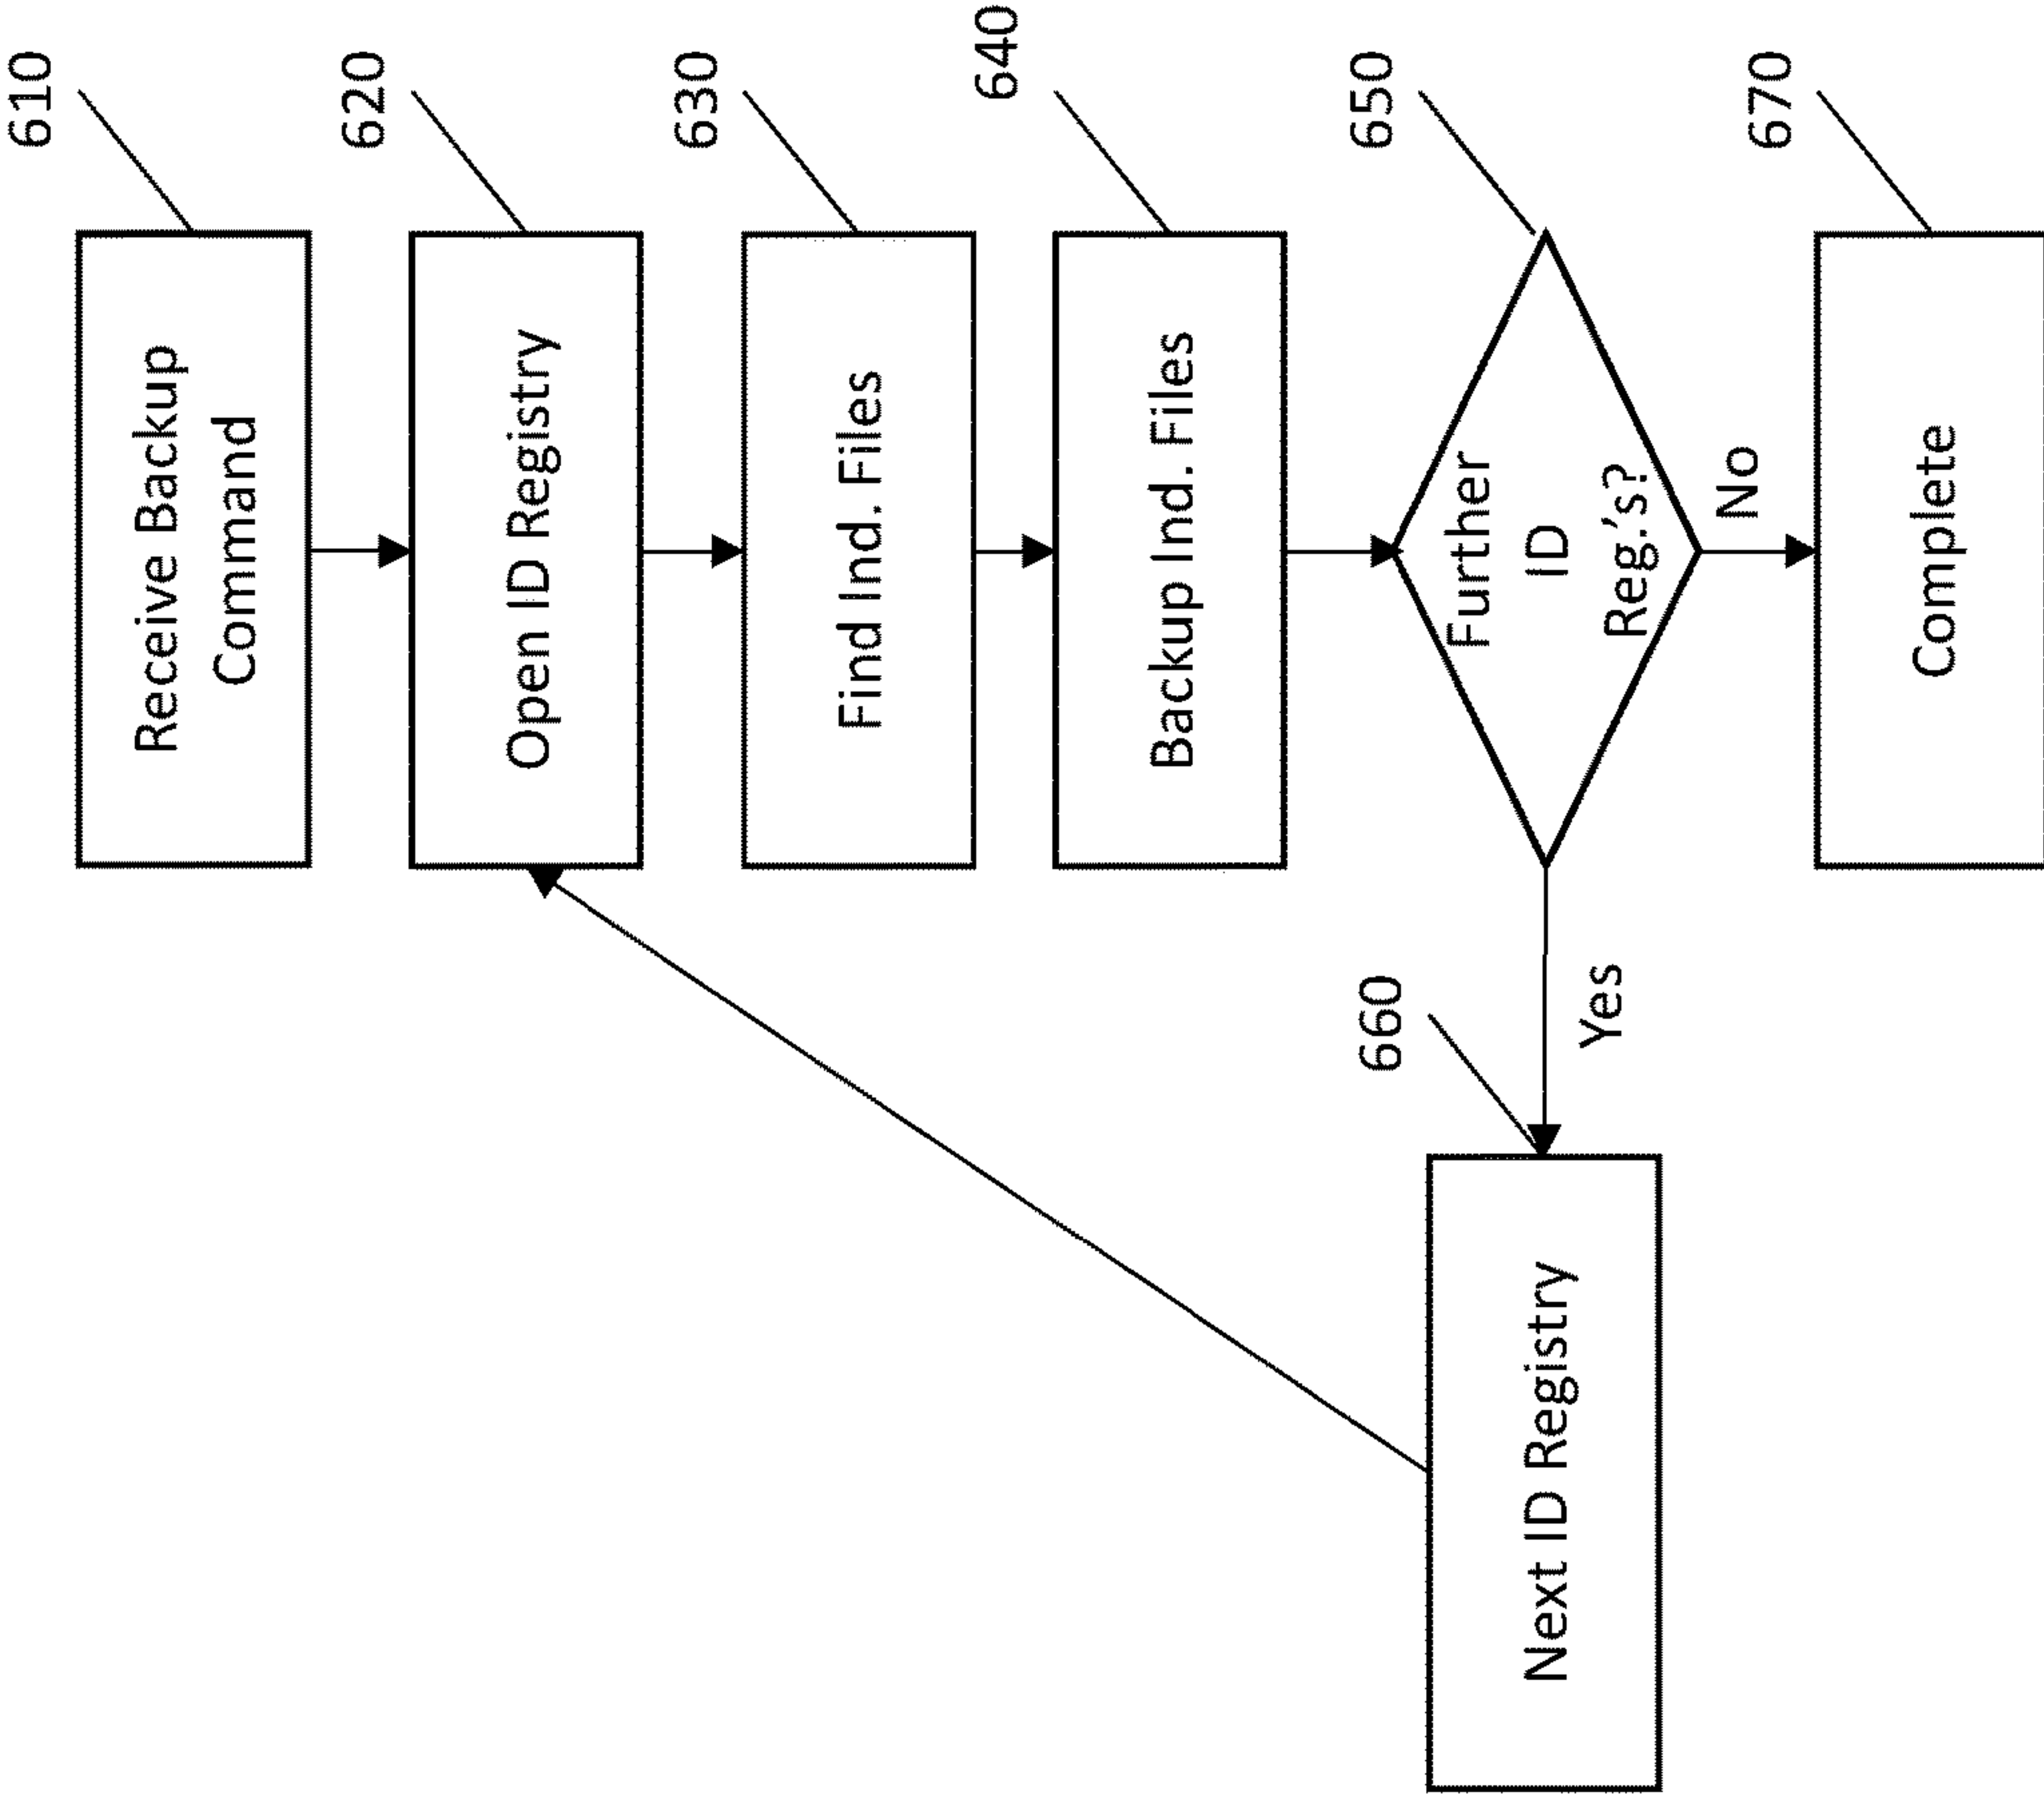 610
Receive Backup
Command
620
Open ID Registry
630
Find Ind. Files
640
Backup Ind. Files
650
Further
ID
Reg.'s?
Yes
No
660
Next ID Registry
670
Complete